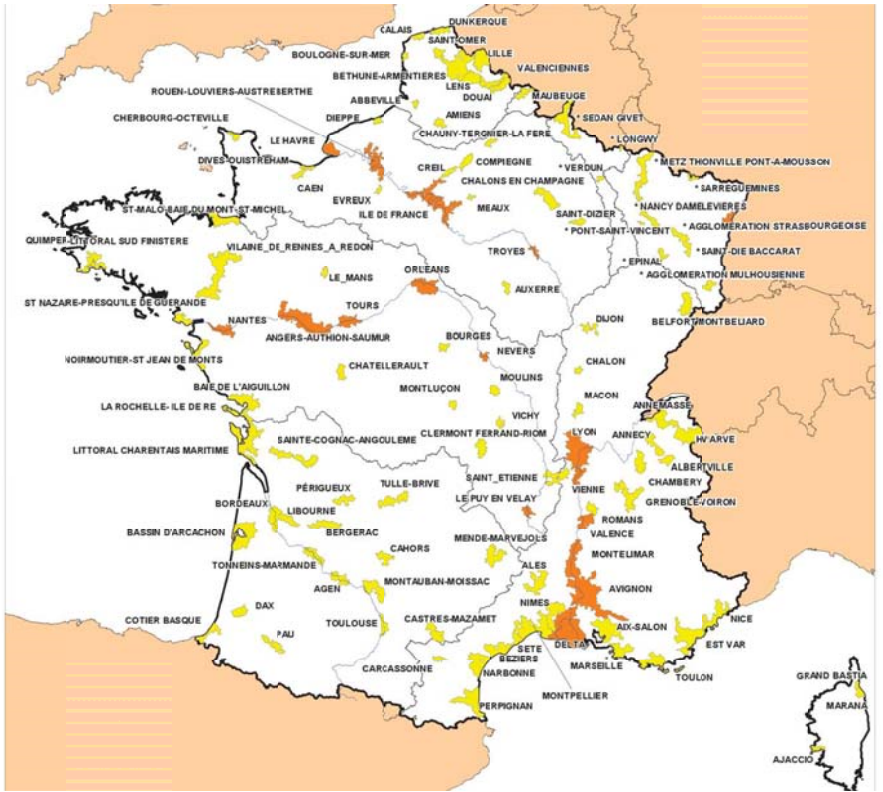 DUNKERQUE
CALAIS
SAINT-OMER
LILLE
BOULOGNE-SUR-MER
VALENCIENNES
BETHUNE-ARMENTIERES
ROUEN-LOUVIERS-AUSTREBERTHE
LENS
DOUAI
MAUBEUGE
ABBEVILLE
CHERBOURG-OCTEVILLE
DIEPPE
AMIENS
* SEDAN GIVET
CHAUNY-TERGNIER-LA FERE
LE HAVRE
* LONGWY
DIVES-OUISTREHAM
CREIL
COMPIEGNE
* VERDUN
* METZ THONVILLE PONT-A-MOUSSON
CAEN
CHALONS EN CHAMPAGNE
* SARREGUEMINES
EVREUX
MEAUX
ST-MALO-BAIE-DU MONT-ST-MICHEL
ILE DE FRANCE
SAINT-DIZIER
* NANCY DAMELEVIERES
* AGGLOMERATION STRASBOURGEOISE
* PONT-SAINT-VINCENT
QUIMPER-LITTORAL SUD FINISTERE
VILAINE_DE_RENNES_A_REDON
TROYES
* SAINT-DIE BACCARAT
* EPINAL
LE_MANS
ORLEANS
* AGGLOMERATION MULHOUSIENNE
ST NAZARE-PRESQU'ILE DE GUERANDE
TOURS
AUXERRE
NANTES
DIJON
BELFORT MONTBELIARD
ANGERS-AUTHION-SAUMUR
BOURGES
NEVERS
NOIRMOUTIER-ST JEAN DE MONTS
CHATELLERAULT
CHALON
MOULINS
BAIE DE L'AIGUILLON
MONTLUÇON
MACON
ANNEMASSE
LA ROCHELLE- ILE DE RE
VICHY
LYON
CLERMONT FERRAND-RIOM
ANNECY
HV ARVE
LITTORAL CHARENTAIS MARITIME
SAINTE-COGNAC-ANGOULEME
ALBERTVILLE
SAINT_ETIENNE
CHAMBERY
PÉRIGUEUX
TULLE-BRIVE
VIENNE
LE PUY EN VELAY
GRENOBLE-VOIRON
BORDEAUX
LIBOURNE
ROMANS
BASSIN D'ARCACHON
BERGERAC
VALENCE
MENDE-MARVEJOLS
CAHORS
MONTELIMAR
TONNEINS-MARMANDE
ALES
AGEN
MONTAUBAN-MOISSAC
AVIGNON
DAX
NIMES
COTIER BASQUE
TOULOUSE
CASTRES-MAZAMET
AIX-SALON
NICE
PAU
DELTA
EST VAR
SETE
BEZIERS
MARSEILLE
CARCASSONNE
NARBONNE
TOULON
GRAND BASTIA
MONTPELLIER
MARANA
PERPIGNAN
AJACCIO